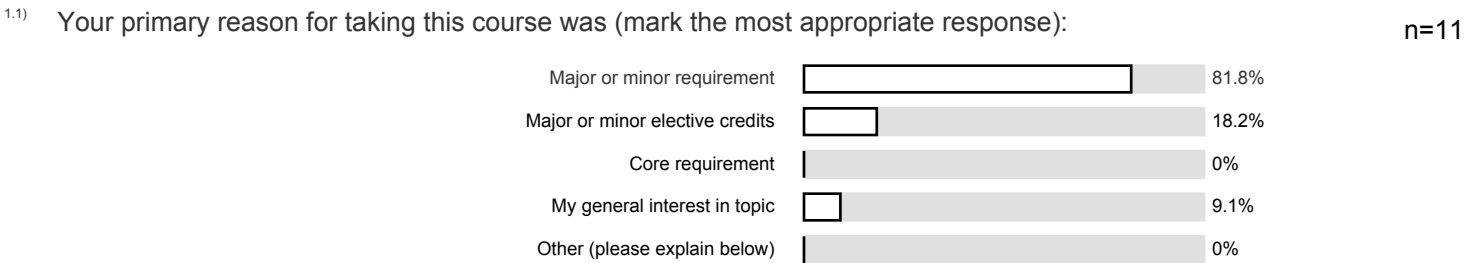 1.1) Your primary reason for taking this course was (mark the most appropriate response): n=11
Major or minor requirement 81.8%
Major or minor elective credits 18.2%
Core requirement 0%
My general interest in topic 9.1%
Other (please explain below) 0%